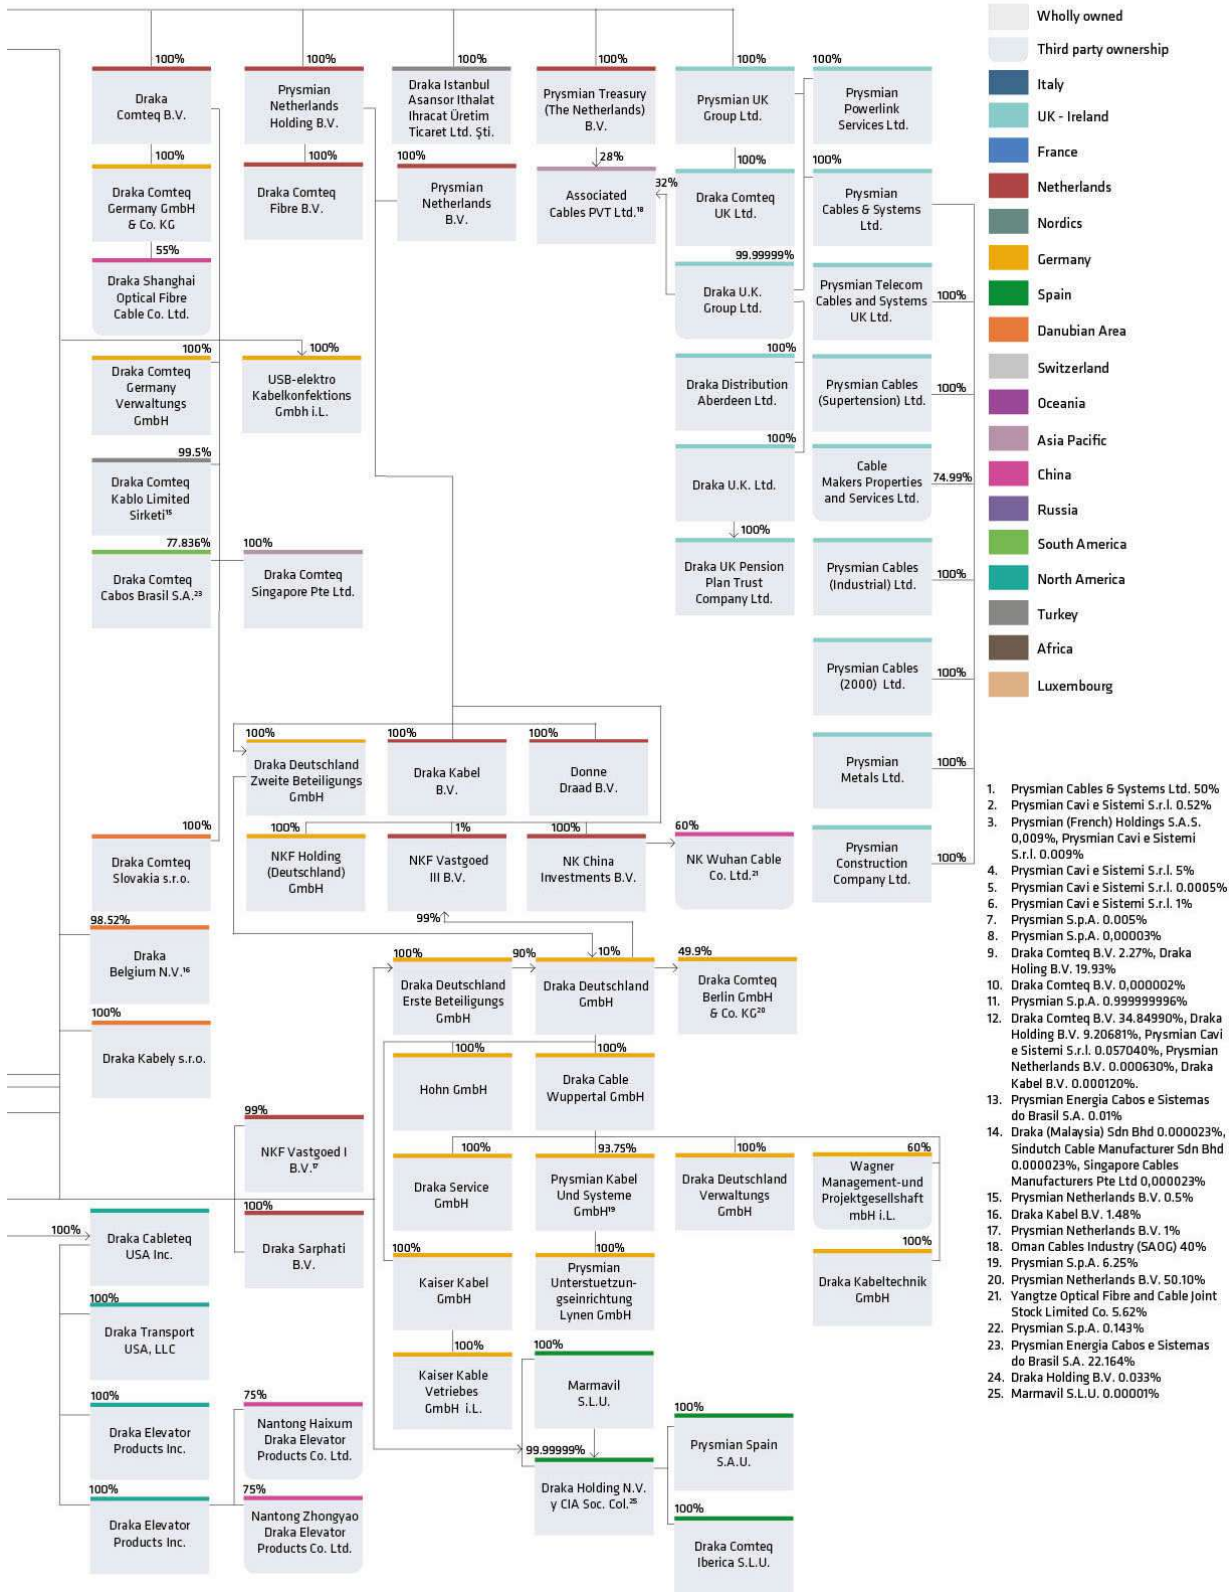 100%
100%
100%
100%
100%
100%
Draka
Comteq B.V.
Prysmian
Netherlands
Holding B.V.
Draka Istanbul
Asansor Ithalat
Ihracat Üretim
Ticaret Ltd. Şti.
Prysmian Treasury
(The Netherlands)
B.V.
Prysmian UK
Group Ltd.
Prysmian
Powerlink
Services Ltd.
100%
100%
100%
28%
100%
100%
Draka Comteq
Germany GmbH
& Co. KG
Draka Comteq
Fibre B.V.
Prysmian
Netherlands
B.V.
Associated
Cables PVT Ltd.¹⁸
32%
Draka Comteq
UK Ltd.
Prysmian
Cables & Systems
Ltd.
55%
Draka Shanghai
Optical Fibre
Cable Co. Ltd.
99.99999%
Draka U.K.
Group Ltd.
Prysmian Telecom
Cables and Systems
UK Ltd.
100%
100%
Draka Comteq
Germany
Verwaltungs
GmbH
100%
USB-elektro
Kabelkonfektions
Gmbh i.L.
100%
Draka Distribution
Aberdeen Ltd.
Prysmian Cables
(Supertension) Ltd.
100%
99.5%
Draka Comteq
Kablo Limited
Sirketi¹⁵
100%
Draka U.K. Ltd.
Cable
Makers Properties
and Services Ltd.
74.99%
77.836%
Draka Comteq
Cabos Brasil S.A.²³
100%
Draka Comteq
Singapore Pte Ltd.
100%
Draka UK Pension
Plan Trust
Company Ltd.
Prysmian Cables
(Industrial) Ltd.
100%
Prysmian Cables
(2000) Ltd.
100%
100%
Draka Deutschland
Zweite Beteiligungs
GmbH
100%
Draka Kabel
B.V.
100%
Donne
Draad B.V.
Prysmian
Metals Ltd.
100%
100%
Draka Comteq
Slovakia s.r.o.
100%
NKF Holding
(Deutschland)
GmbH
1%
NKF Vastgoed
III B.V.
100%
NK China
Investments B.V.
60%
NK Wuhan Cable
Co. Ltd.²¹
Prysmian
Construction
Company Ltd.
100%
98.52%
Draka
Belgium N.V.¹⁶
99%
100%
Draka Deutschland
Erste Beteiligungs
GmbH
90%
10%
Draka Deutschland
GmbH
49.9%
Draka Comteq
Berlin GmbH
& Co. KG²⁰
100%
Draka Kabely s.r.o.
100%
Hohn GmbH
100%
Draka Cable
Wuppertal GmbH
99%
NKF Vastgoed I
B.V.¹⁷
100%
Draka Service
GmbH
93.75%
Prysmian Kabel
Und Systeme
GmbH¹⁹
100%
Draka Deutschland
Verwaltungs
GmbH
60%
Wagner
Management-und
Projektgesellshaft
mbH i.L.
100%
Draka Cableteq
USA Inc.
100%
Draka Sarphati
B.V.
100%
Kaiser Kabel
GmbH
100%
Prysmian
Unterstuetzun-
gseinrichtung
Lynen GmbH
100%
Draka Kabeltechnik
GmbH
100%
Draka Transport
USA, LLC
100%
Kaiser Kable
Vetriebes
GmbH i.L.
100%
Marmavil
S.L.U.
100%
Draka Elevator
Products Inc.
75%
Nantong Haixum
Draka Elevator
Products Co. Ltd.
99.99999%
Draka Holding N.V.
y CIA Soc. Col.²⁵
100%
Prysmian Spain
S.A.U.
100%
Draka Elevator
Products Inc.
75%
Nantong Zhongyao
Draka Elevator
Products Co. Ltd.
100%
Draka Comteq
Iberica S.L.U.
Wholly owned
Third party ownership
Italy
UK - Ireland
France
Netherlands
Nordics
Germany
Spain
Danubian Area
Switzerland
Oceania
Asia Pacific
China
Russia
South America
North America
Turkey
Africa
Luxembourg
1. Prysmian Cables & Systems Ltd. 50%
2. Prysmian Cavi e Sistemi S.r.l. 0.52%
3. Prysmian (French) Holdings S.A.S.
0,009%, Prysmian Cavi e Sistemi
S.r.l. 0.009%
4. Prysmian Cavi e Sistemi S.r.l. 5%
5. Prysmian Cavi e Sistemi S.r.l. 0.0005%
6. Prysmian Cavi e Sistemi S.r.l. 1%
7. Prysmian S.p.A. 0.005%
8. Prysmian S.p.A. 0,00003%
9. Draka Comteq B.V. 2.27%, Draka
Holing B.V. 19.93%
10. Draka Comteq B.V. 0,000002%
11. Prysmian S.p.A. 0.999999996%
12. Draka Comteq B.V. 34.84990%, Draka
Holding B.V. 9.20681%, Prysmian Cavi
e Sistemi S.r.l. 0.057040%, Prysmian
Netherlands B.V. 0.000630%, Draka
Kabel B.V. 0.000120%.
13. Prysmian Energia Cabos e Sistemas
do Brasil S.A. 0.01%
14. Draka (Malaysia) Sdn Bhd 0.000023%,
Sindutch Cable Manufacturer Sdn Bhd
0.000023%, Singapore Cables
Manufacturers Pte Ltd 0,000023%
15. Prysmian Netherlands B.V. 0.5%
16. Draka Kabel B.V. 1.48%
17. Prysmian Netherlands B.V. 1%
18. Oman Cables Industry (SAOG) 40%
19. Prysmian S.p.A. 6.25%
20. Prysmian Netherlands B.V. 50.10%
21. Yangtze Optical Fibre and Cable Joint
Stock Limited Co. 5.62%
22. Prysmian S.p.A. 0.143%
23. Prysmian Energia Cabos e Sistemas
do Brasil S.A. 22.164%
24. Draka Holding B.V. 0.033%
25. Marmavil S.L.U. 0.00001%